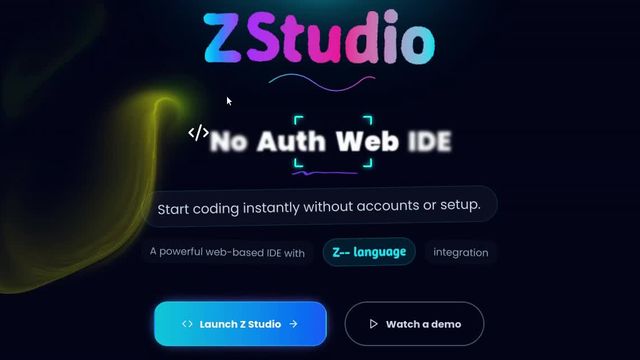 ZStudio
</> No Auth Web IDE
Start coding instantly without accounts or setup.
A powerful web-based IDE with Z-- language integration
<> Launch Z Studio → Watch a demo